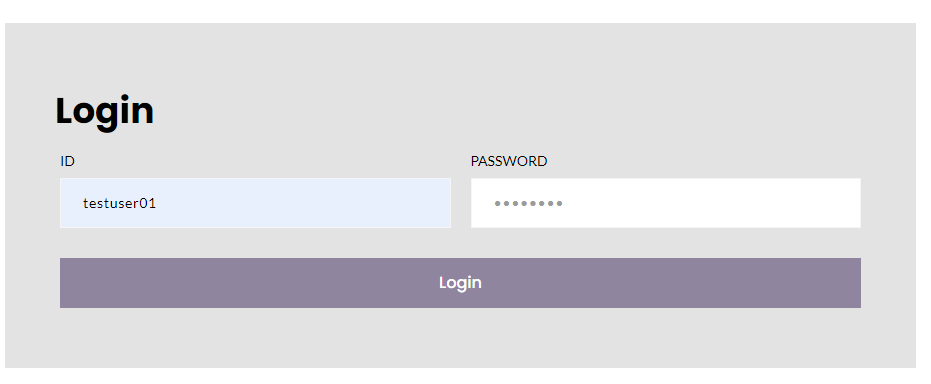 Login
ID
PASSWORD
testuser01
••••••••
Login